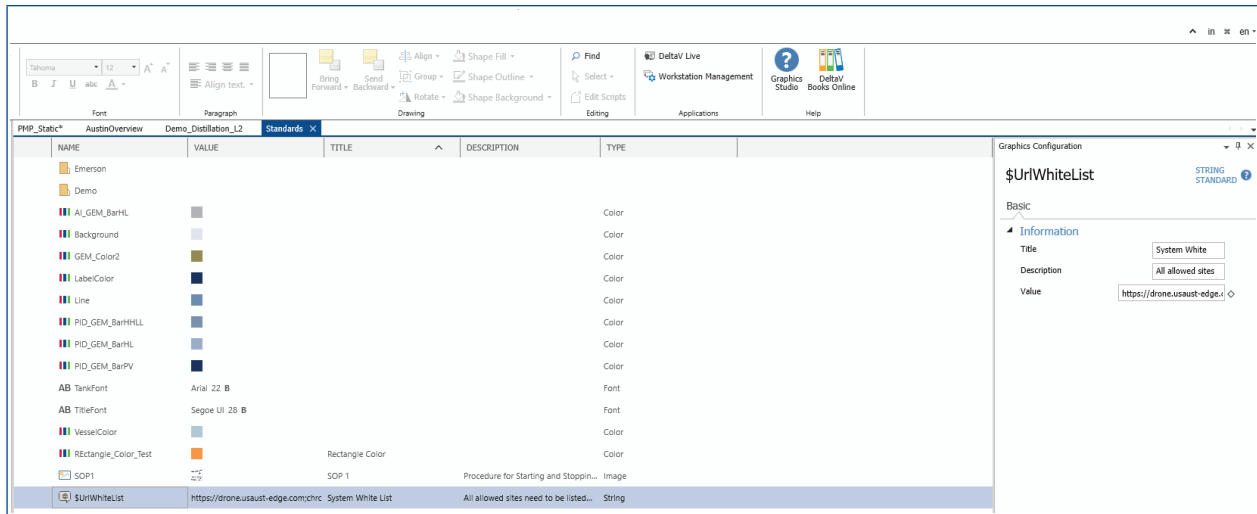 in en
Tahoma 12 A A
B I U abc A
Align text.
Bring Forward
Send Backward
Align
Group
Rotate
Shape Fill
Shape Outline
Shape Background
Find
Select
Edit Scripts
DeltaV Live
Workstation Management
Graphics Studio
DeltaV Books Online
Font Paragraph Drawing Editing Applications Help
PMP_Static* AustinOverview Demo_Distillation_L2 Standards
NAME VALUE TITLE DESCRIPTION TYPE
Emerson
Demo
AI_GEM_BarHL Color
Background Color
GEM_Color2 Color
LabelColor Color
Line Color
PID_GEM_BarHHLL Color
PID_GEM_BarHL Color
PID_GEM_BarPV Color
AB TankFont Arial 22 B Font
AB TitleFont Segoe UI 28 B Font
VesselColor Color
REctangle_Color_Test Rectangle Color Color
SOP1 SOP 1 Procedure for Starting and Stoppin... Image
$UrlWhiteList https://drone.usaust-edge.com;chrc System White List All allowed sites need to be listed... String
Graphics Configuration
$UrlWhiteList STRING STANDARD ?
Basic
Information
Title System White
Description All allowed sites
Value https://drone.usaust-edge.